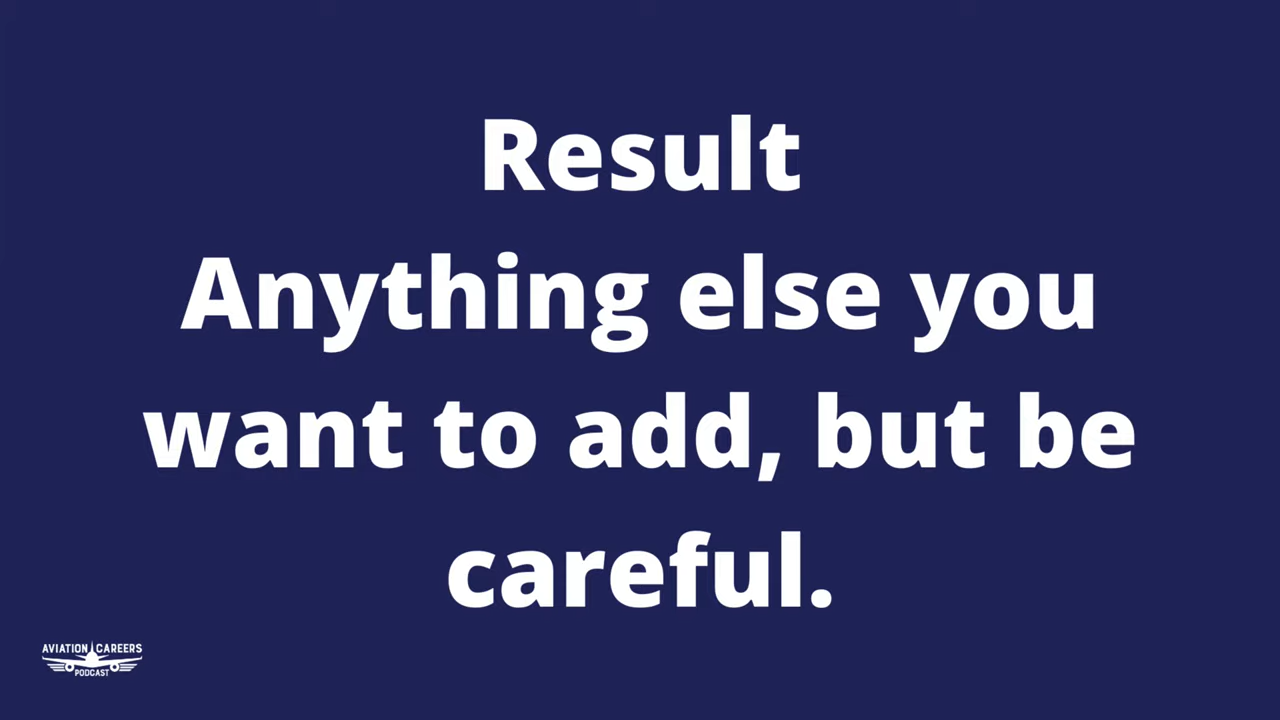 Result
Anything else you
want to add, but be
careful.
AVIATION CAREERS
PODCAST